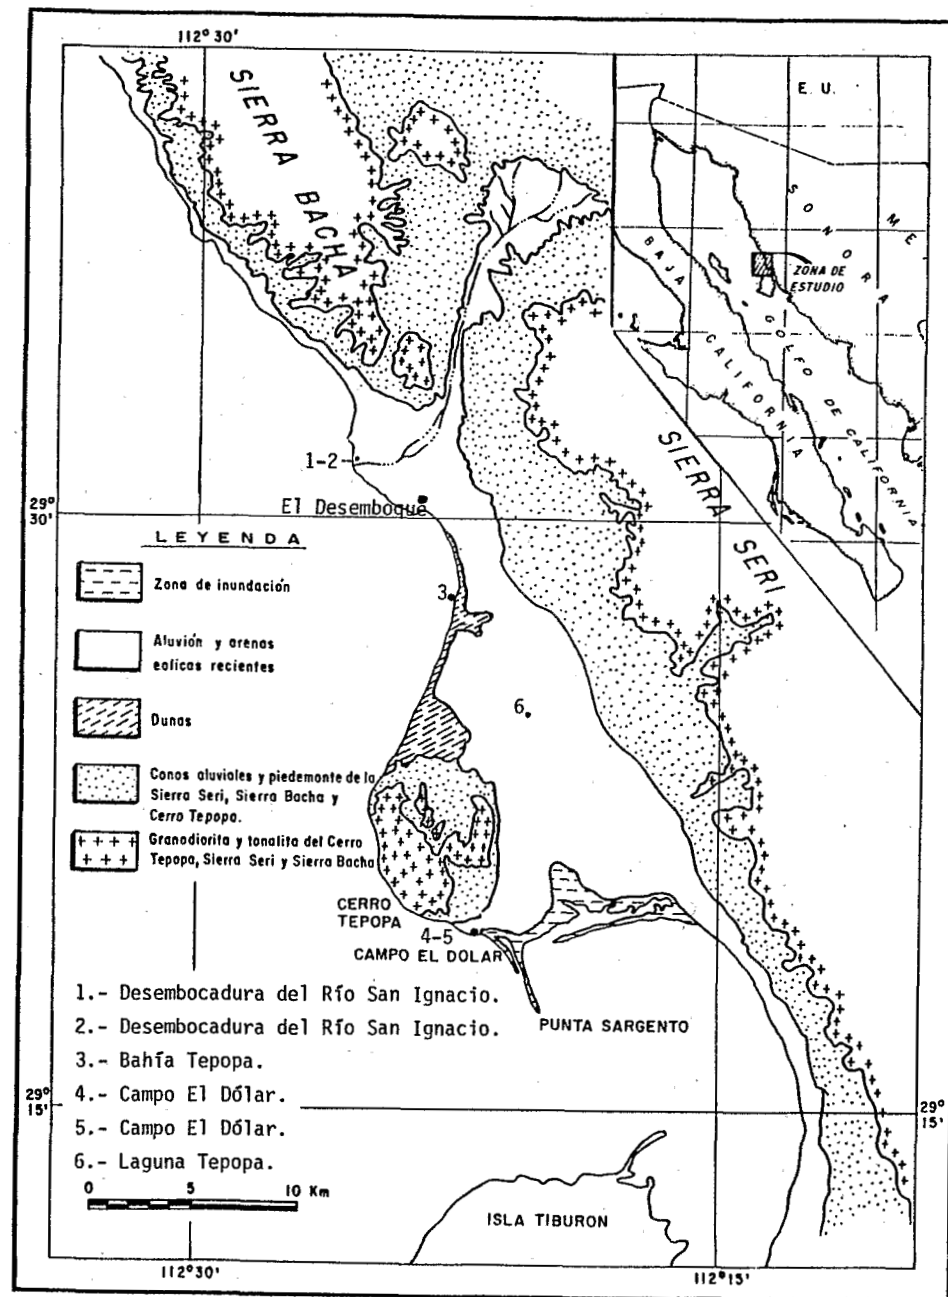 112° 30'
E. U.
SIERRA BACHA
SONORA
ME
BAJA CALIFORNIA
ZONA DE
ESTUDIO
GOLFO DE CALIFORNIA
SIERRA SERI
1-2
El Desemboque
29°
30'
LEYENDA
Zona de inundación
Aluvión y arenas
eolicas recientes
Dunas
Conos aluviales y piedemonte de la
Sierra Seri, Sierra Bacha y
Cerro Tepopa.
Granodiorita y tonalita del Cerro
Tepopa, Sierra Seri y Sierra Bacha
3
6
CERRO
TEPOPA
4-5
CAMPO EL DOLAR
PUNTA SARGENTO
1.- Desembocadura del Río San Ignacio.
2.- Desembocadura del Río San Ignacio.
3.- Bahía Tepopa.
4.- Campo El Dólar.
5.- Campo El Dólar.
6.- Laguna Tepopa.
29°
15'
29°
15'
0 5 10 Km
ISLA TIBURON
112° 30'
112° 15'